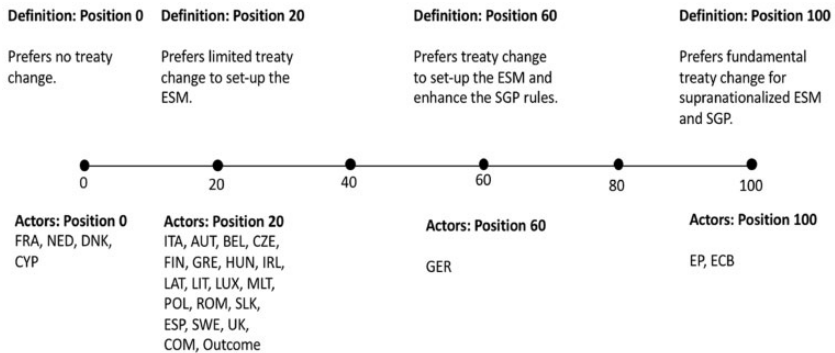 Definition: Position 0
Prefers no treaty
change.
Definition: Position 20
Prefers limited treaty
change to set-up the
ESM.
Definition: Position 60
Prefers treaty change
to set-up the ESM and
enhance the SGP rules.
Definition: Position 100
Prefers fundamental
treaty change for
supranationalized ESM
and SGP.
0
20
40
60
80
100
Actors: Position 0
FRA, NED, DNK,
CYP
Actors: Position 20
ITA, AUT, BEL, CZE,
FIN, GRE, HUN, IRL,
LAT, LIT, LUX, MLT,
POL, ROM, SLK,
ESP, SWE, UK,
COM, Outcome
Actors: Position 60
GER
Actors: Position 100
EP, ECB